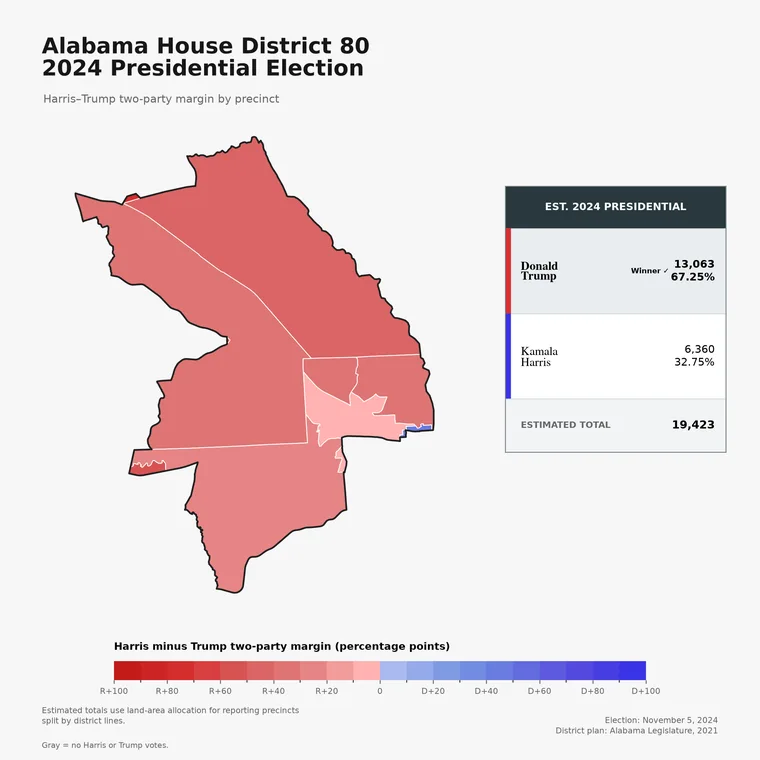 Alabama House District 80
2024 Presidential Election
Harris–Trump two-party margin by precinct
EST. 2024 PRESIDENTIAL
Donald
Trump
Winner ✓
13,063
67.25%
Kamala
Harris
6,360
32.75%
ESTIMATED TOTAL
19,423
Harris minus Trump two-party margin (percentage points)
R+100 R+80 R+60 R+40 R+20 0 D+20 D+40 D+60 D+80 D+100
Estimated totals use land-area allocation for reporting precincts
split by district lines.
Gray = no Harris or Trump votes.
Election: November 5, 2024
District plan: Alabama Legislature, 2021